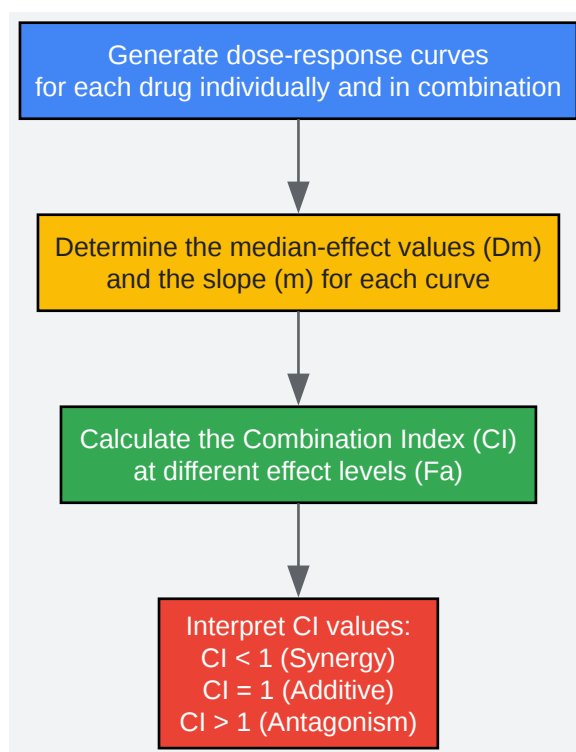 Generate dose-response curves
for each drug individually and in combination
Determine the median-effect values (Dm)
and the slope (m) for each curve
Calculate the Combination Index (CI)
at different effect levels (Fa)
Interpret CI values:
CI < 1 (Synergy)
CI = 1 (Additive)
CI > 1 (Antagonism)